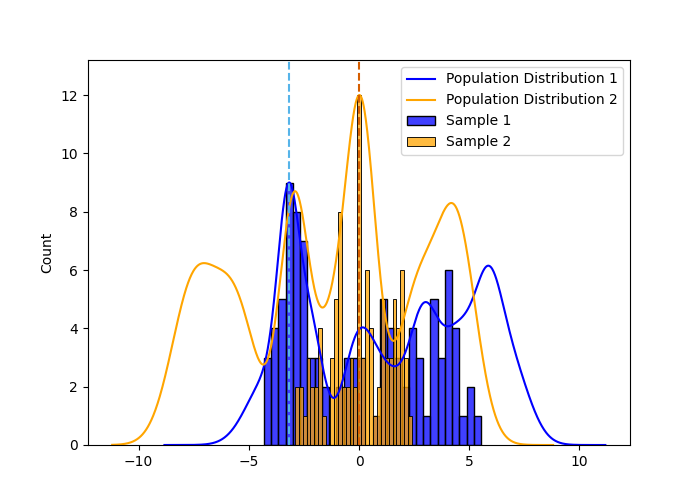 Population Distribution 1
Population Distribution 2
Sample 1
Sample 2
Count
12
10
8
6
4
2
0
−10
−5
0
5
10